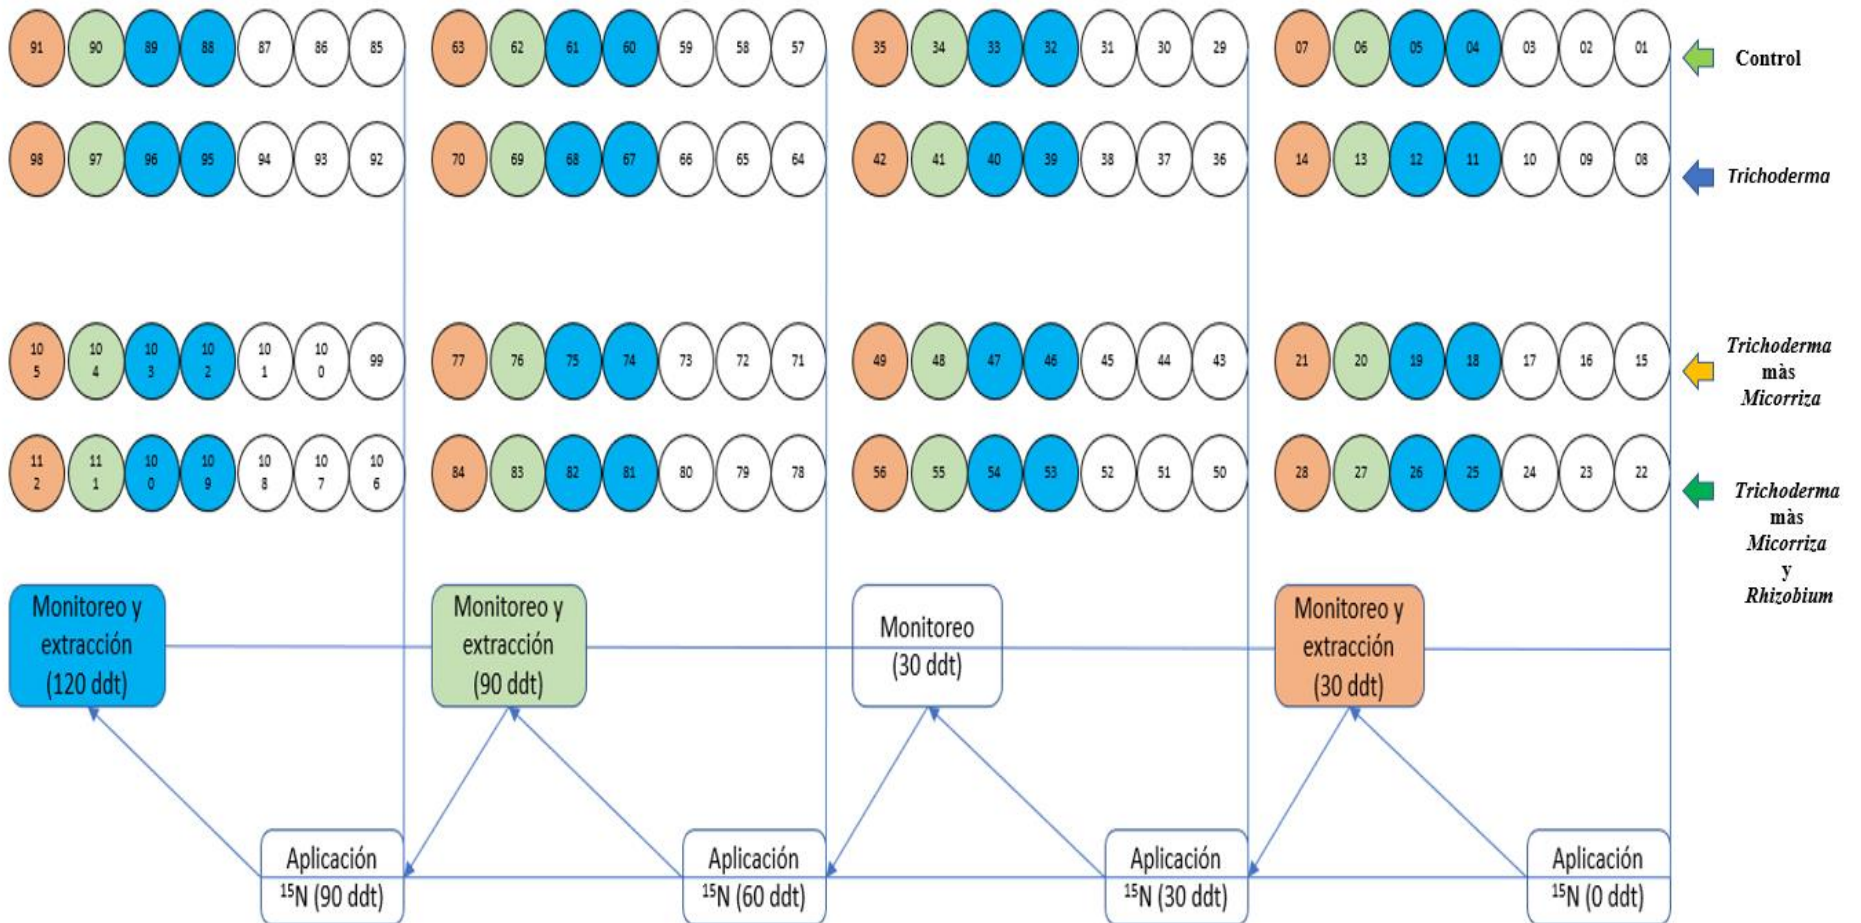 91 90 89 88 87 86 85 63 62 61 60 59 58 57 35 34 33 32 31 30 29 07 06 05 04 03 02 01 Control
98 97 96 95 94 93 92 70 69 68 67 66 65 64 42 41 40 39 38 37 36 14 13 12 11 10 09 08 Trichoderma
10 10 10 10 10 10 99 77 76 75 74 73 72 71 49 48 47 46 45 44 43 21 20 19 18 17 16 15
5 4 3 2 1 0
Trichoderma
màs
Micorriza
11 11 10 10 10 10 10 84 83 82 81 80 79 78 56 55 54 53 52 51 50 28 27 26 25 24 23 22
2 1 0 9 8 7 6
Trichoderma
màs
Micorriza
y
Rhizobium
Monitoreo y
extracción
(120 ddt)
Monitoreo y
extracción
(90 ddt)
Monitoreo
(30 ddt)
Monitoreo y
extracción
(30 ddt)
Aplicación
¹⁵N (90 ddt)
Aplicación
¹⁵N (60 ddt)
Aplicación
¹⁵N (30 ddt)
Aplicación
¹⁵N (0 ddt)